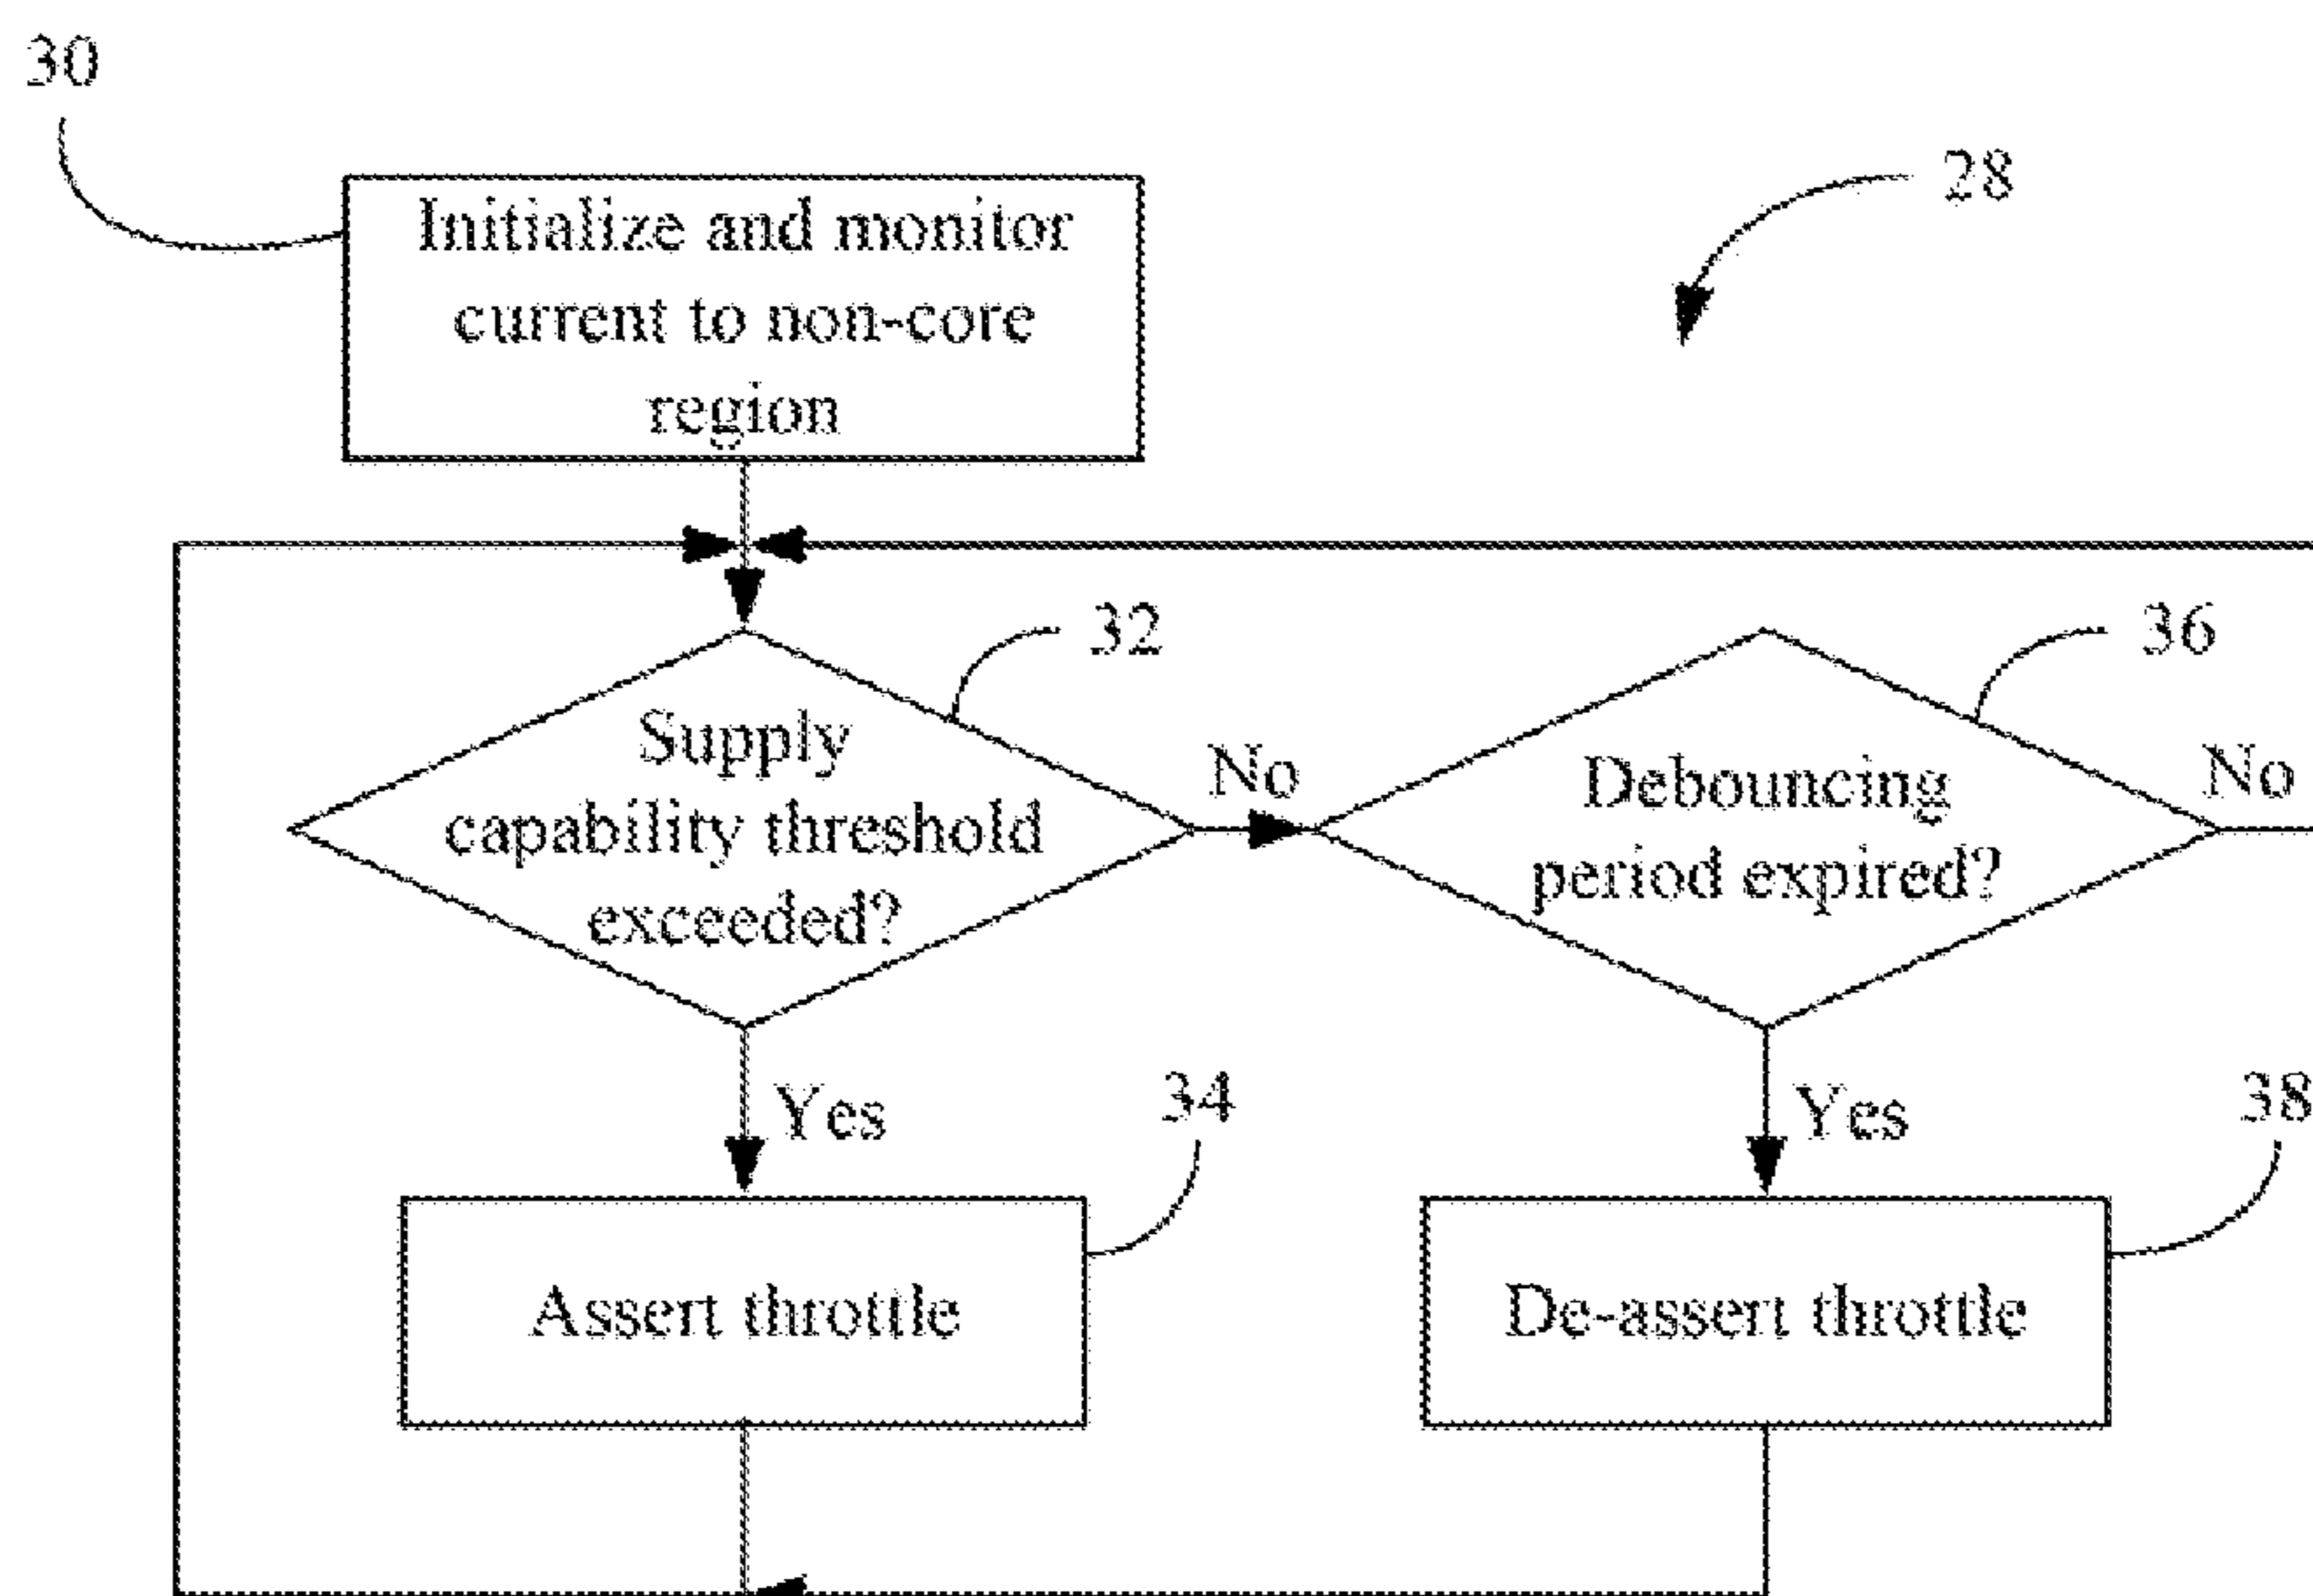 30
28
Initialize and monitor
current to non-core
region
32
36
Supply
capability threshold
exceeded?
No
Debouncing
period expired?
No
Yes
34
Yes
38
Assert throttle
De-assert throttle